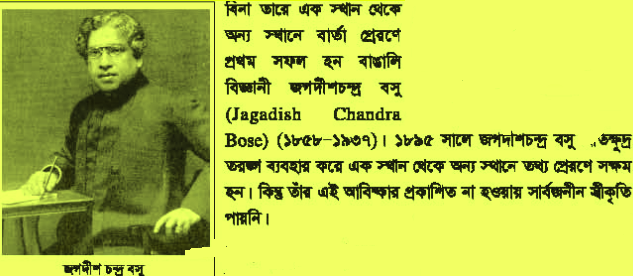 বিনা তারে এক স্থান থেকে
অন্য স্থানে বার্তা প্রেরণে
প্রথম সফল হন বাঙালি
বিজ্ঞানী জগদীশচন্দ্র বসু
(Jagadish Chandra
Bose) (১৮৫৮-১৯৩৭)। ১৮৯৫ সালে জগদীশচন্দ্র বসু
তরঙ্গ ব্যবহার করে এক স্থান থেকে অন্য স্থানে তথ্য প্রেরণে সক্ষম
হন। কিন্তু তাঁর এই আবিষ্কার প্রকাশিত না হওয়ায় সার্বজনীন স্বীকৃতি
পায়নি।
জগদীশ চন্দ্র বসু